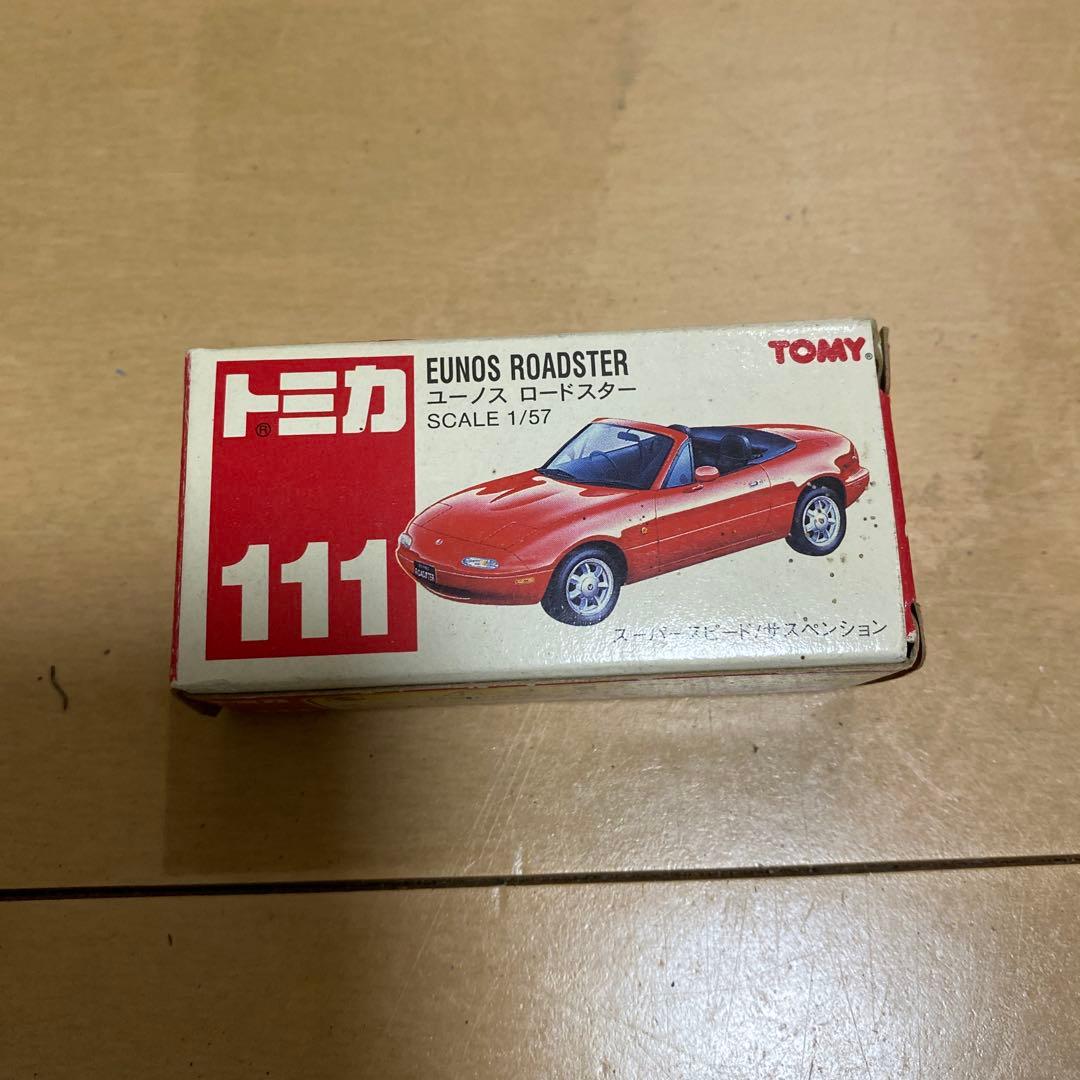 トミカ®
111
EUNOS ROADSTER
ユーノス ロードスター
SCALE 1/57
TOMY®
ROADSTER
スーパースピード/サスペンション